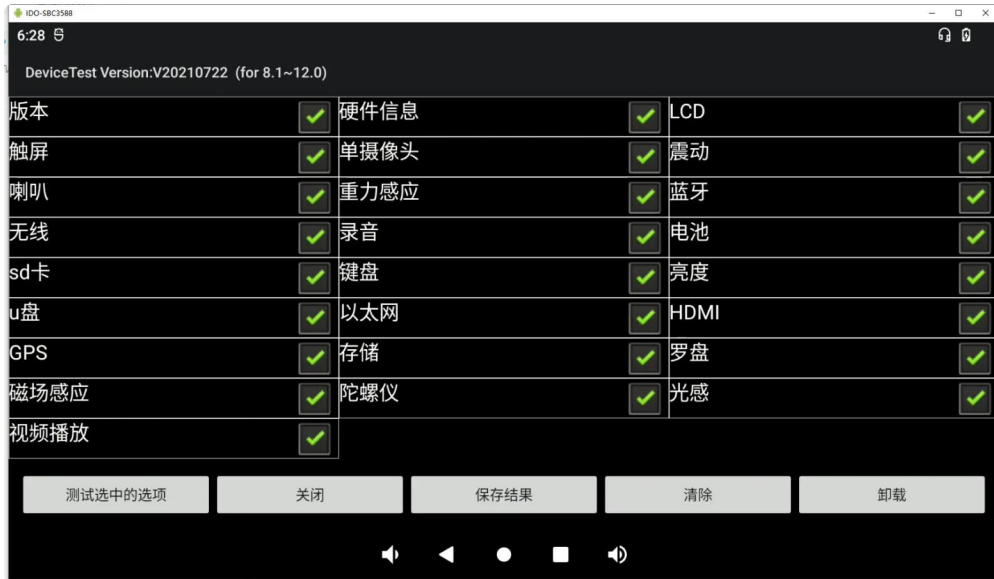 IDO-SBC3588
6:28
DeviceTest Version:V20210722 (for 8.1~12.0)
版本 硬件信息 LCD
触屏 单摄像头 震动
喇叭 重力感应 蓝牙
无线 录音 电池
sd卡 键盘 亮度
u盘 以太网 HDMI
GPS 存储 罗盘
磁场感应 陀螺仪 光感
视频播放
测试选中的选项 关闭 保存结果 清除 卸载